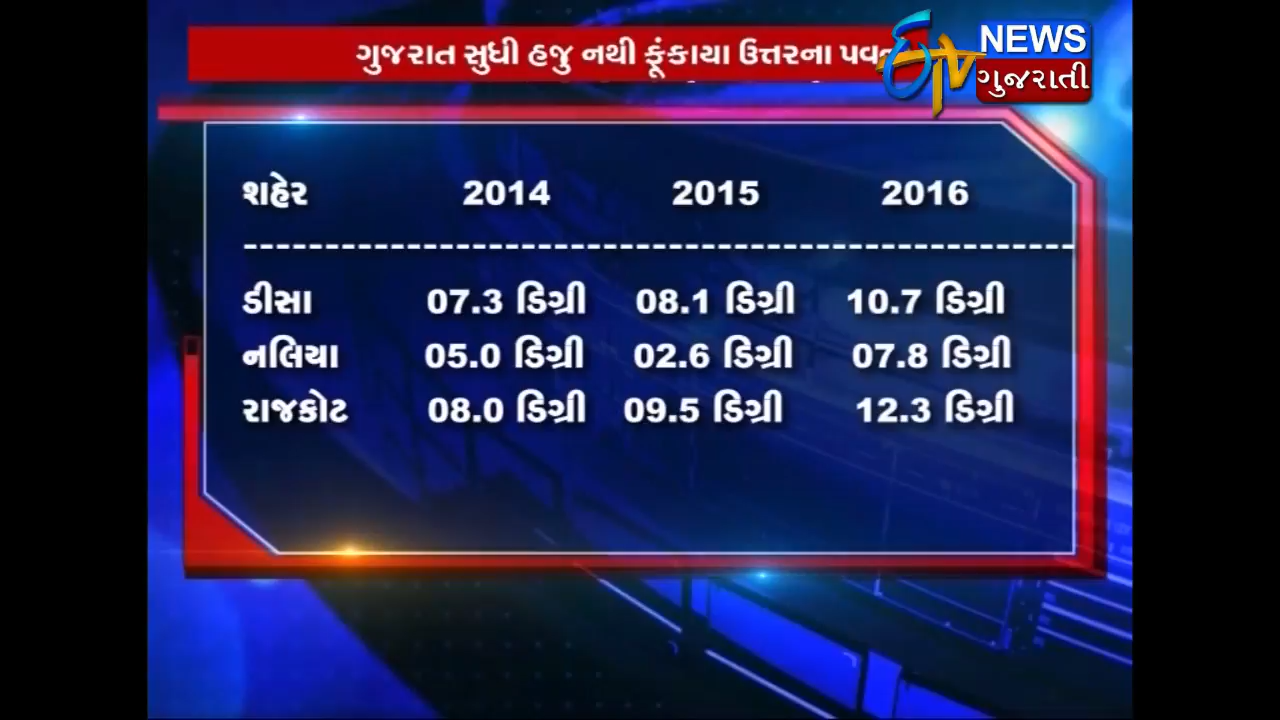 ગુજરાત સુધી હજુ નથી ફૂંકાયા ઉત્તરના
ETV NEWS
ગુજરાતી
શહેર 2014 2015 2016
------------------------------------------------
ડીસા 07.3 ડિગ્રી 08.1 ડિગ્રી 10.7 ડિગ્રી
નલિયા 05.0 ડિગ્રી 02.6 ડિગ્રી 07.8 ડિગ્રી
રાજકોટ 08.0 ડિગ્રી 09.5 ડિગ્રી 12.3 ડિગ્રી